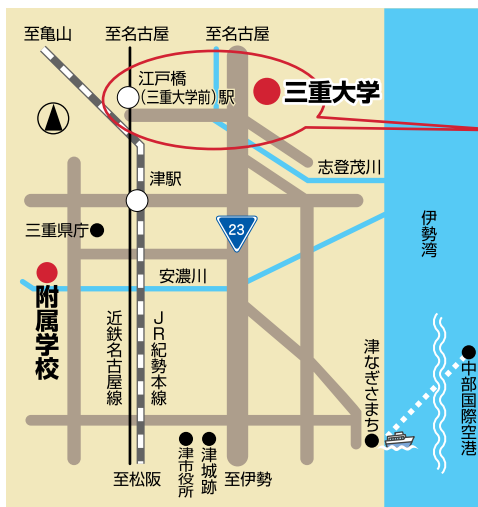 至亀山
至名古屋
至名古屋
江戸橋
(三重大学前)駅
三重大学
志登茂川
津駅
三重県庁
23
伊勢湾
安濃川
附属学校
近鉄名古屋線
JR紀勢本線
津なぎさまち
中部国際空港
津市役所
津城跡
至松阪
至伊勢